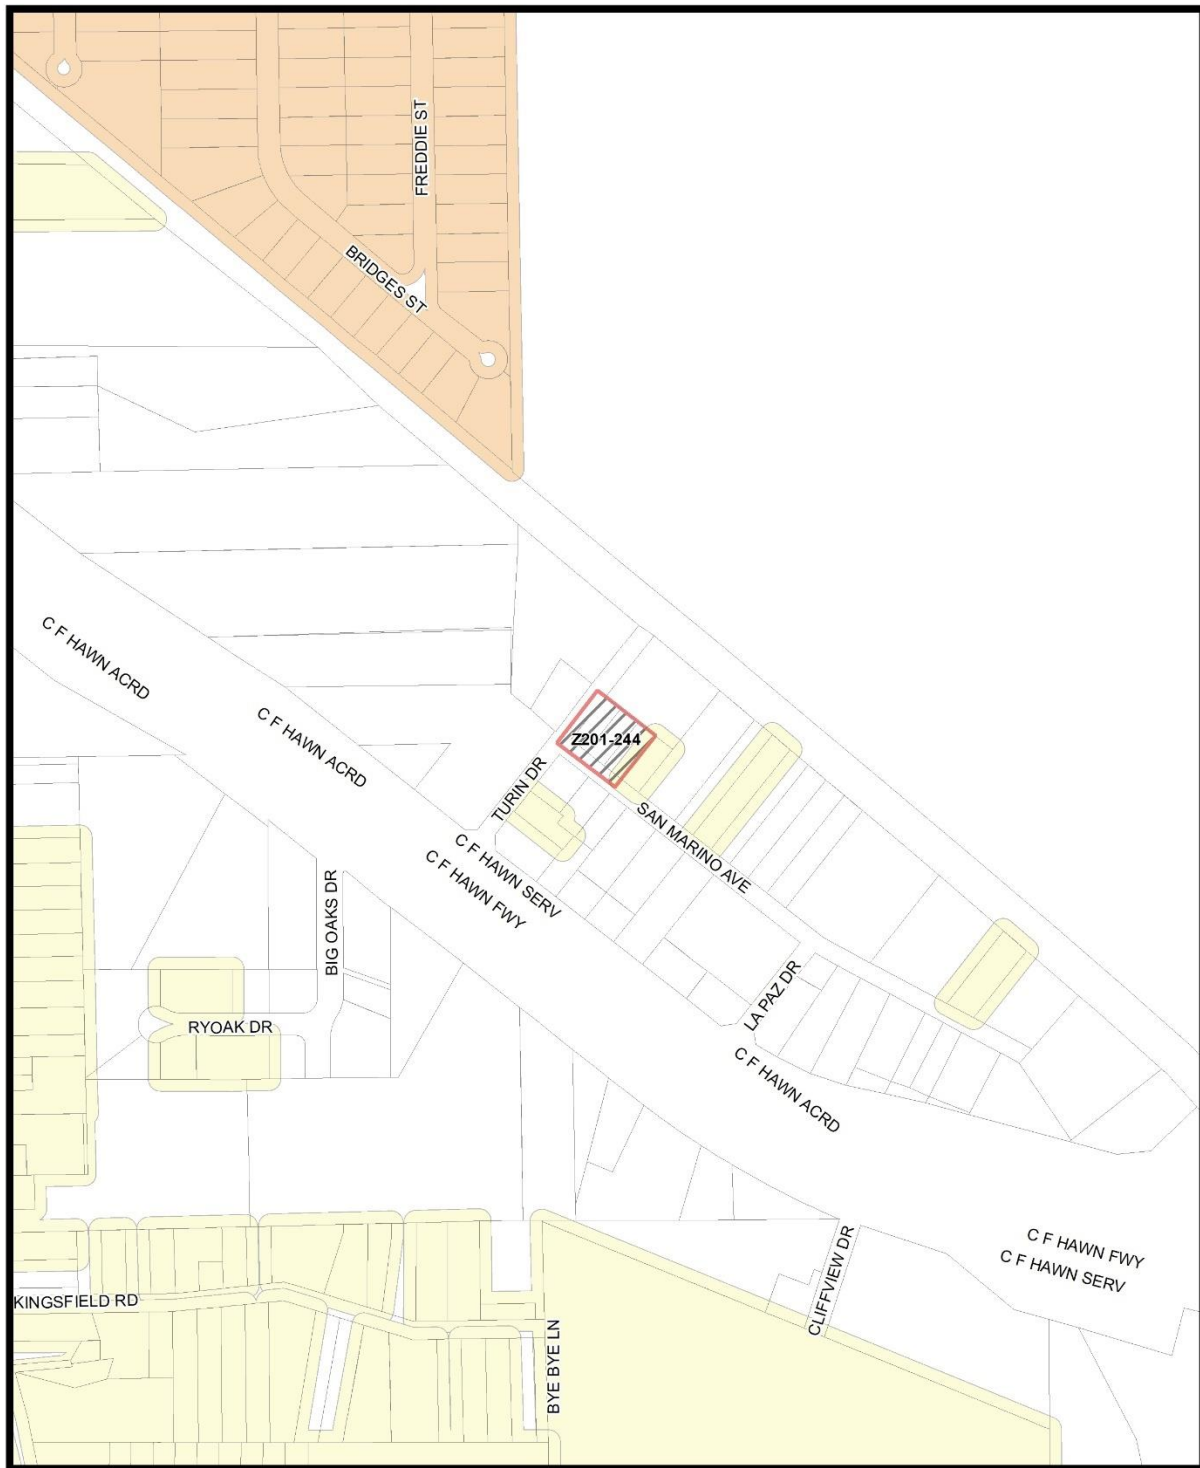 FREDDIE ST
BRIDGES ST
C F HAWN ACRD
C F HAWN ACRD
Z201-244
TURIN DR
SAN MARINO AVE
C F HAWN SERV
C F HAWN FWY
BIG OAKS DR
LA PAZ DR
RYOAK DR
C F HAWN ACRD
C F HAWN FWY
C F HAWN SERV
CLIFFVIEW DR
KINGSFIELD RD
BYE BYE LN